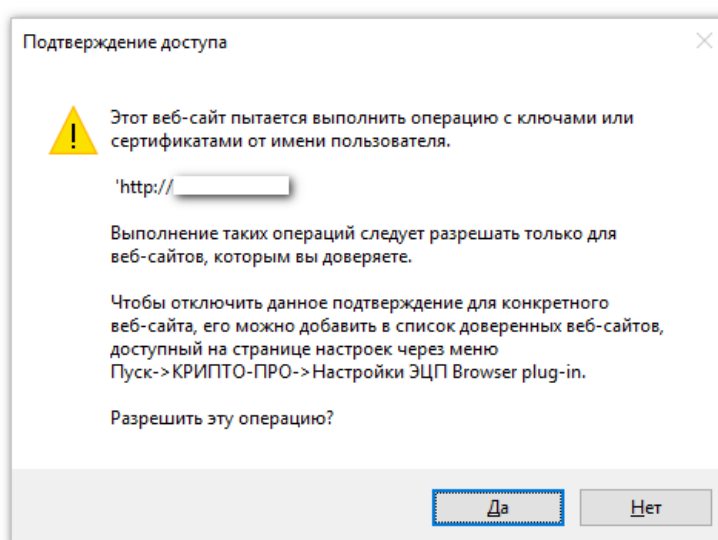 Подтверждение доступа
Этот веб-сайт пытается выполнить операцию с ключами или
сертификатами от имени пользователя.
'http://
Выполнение таких операций следует разрешать только для
веб-сайтов, которым вы доверяете.
Чтобы отключить данное подтверждение для конкретного
веб-сайта, его можно добавить в список доверенных веб-сайтов,
доступный на странице настроек через меню
Пуск->КРИПТО-ПРО->Настройки ЭЦП Browser plug-in.
Разрешить эту операцию?
Да
Нет